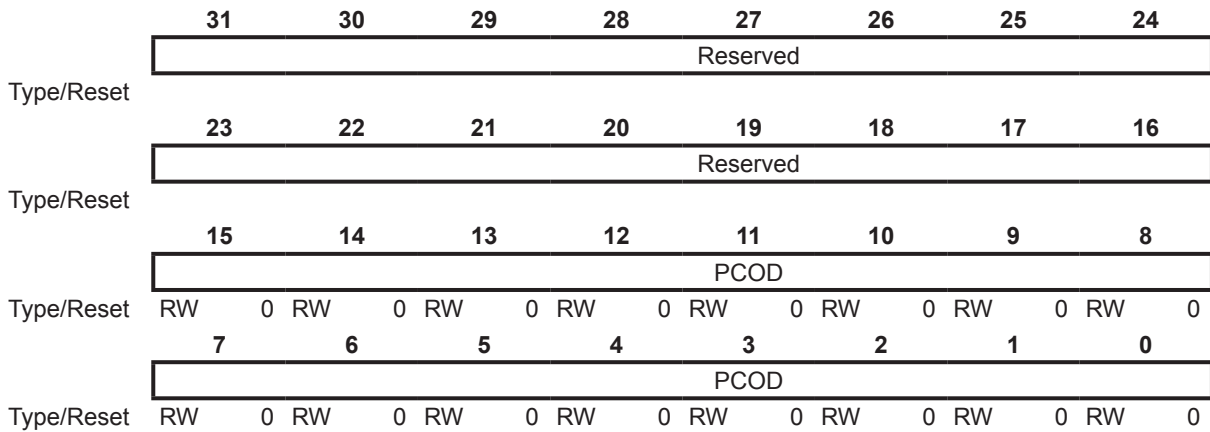 31 30 29 28 27 26 25 24
Reserved
Type/Reset
23 22 21 20 19 18 17 16
Reserved
Type/Reset
15 14 13 12 11 10 9 8
PCOD
Type/Reset RW 0 RW 0 RW 0 RW 0 RW 0 RW 0 RW 0 RW 0
7 6 5 4 3 2 1 0
PCOD
Type/Reset RW 0 RW 0 RW 0 RW 0 RW 0 RW 0 RW 0 RW 0